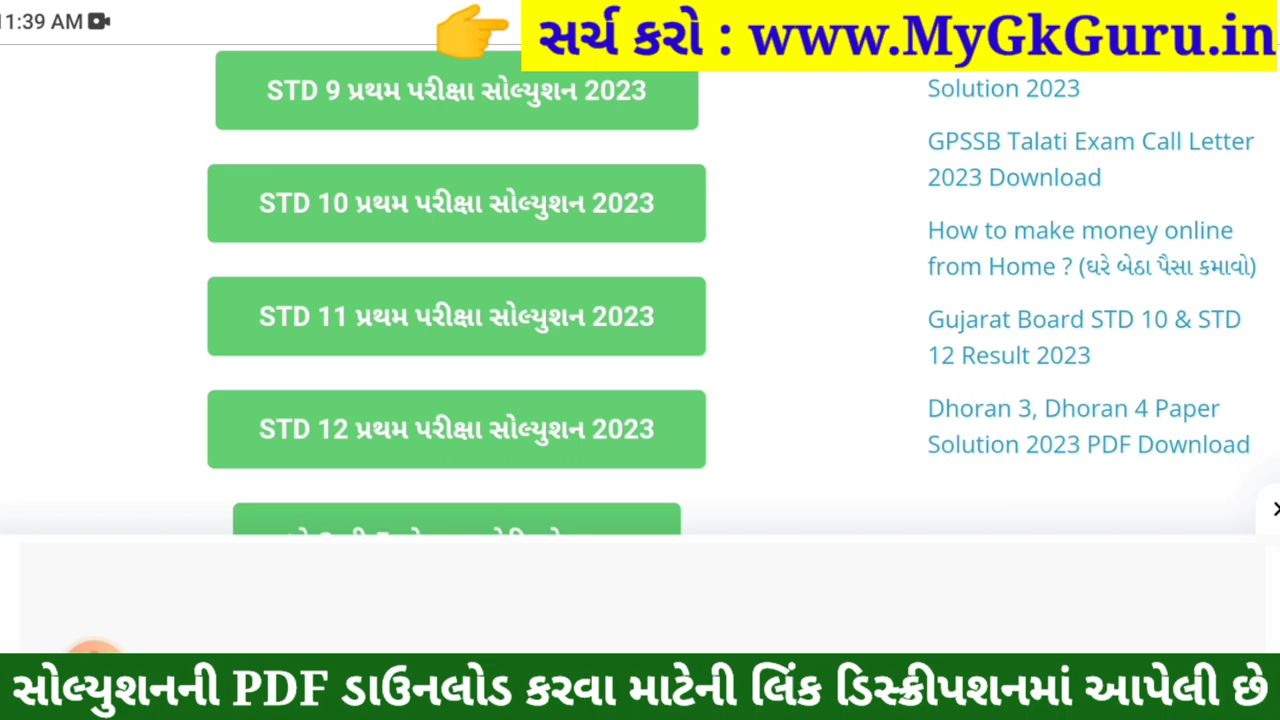 11:39 AM
સર્ચ કરો : www.MyGkGuru.in
STD 9 પ્રથમ પરીક્ષા સોલ્યુશન 2023
STD 10 પ્રથમ પરીક્ષા સોલ્યુશન 2023
STD 11 પ્રથમ પરીક્ષા સોલ્યુશન 2023
STD 12 પ્રથમ પરીક્ષા સોલ્યુશન 2023
Solution 2023
GPSSB Talati Exam Call Letter
2023 Download
How to make money online
from Home ? (ઘરે બેઠા પૈસા કમાવો)
Gujarat Board STD 10 & STD
12 Result 2023
Dhoran 3, Dhoran 4 Paper
Solution 2023 PDF Download
સોલ્યુશનની PDF ડાઉનલોડ કરવા માટેની લિંક ડિસ્ક્રીપશનમાં આપેલી છે